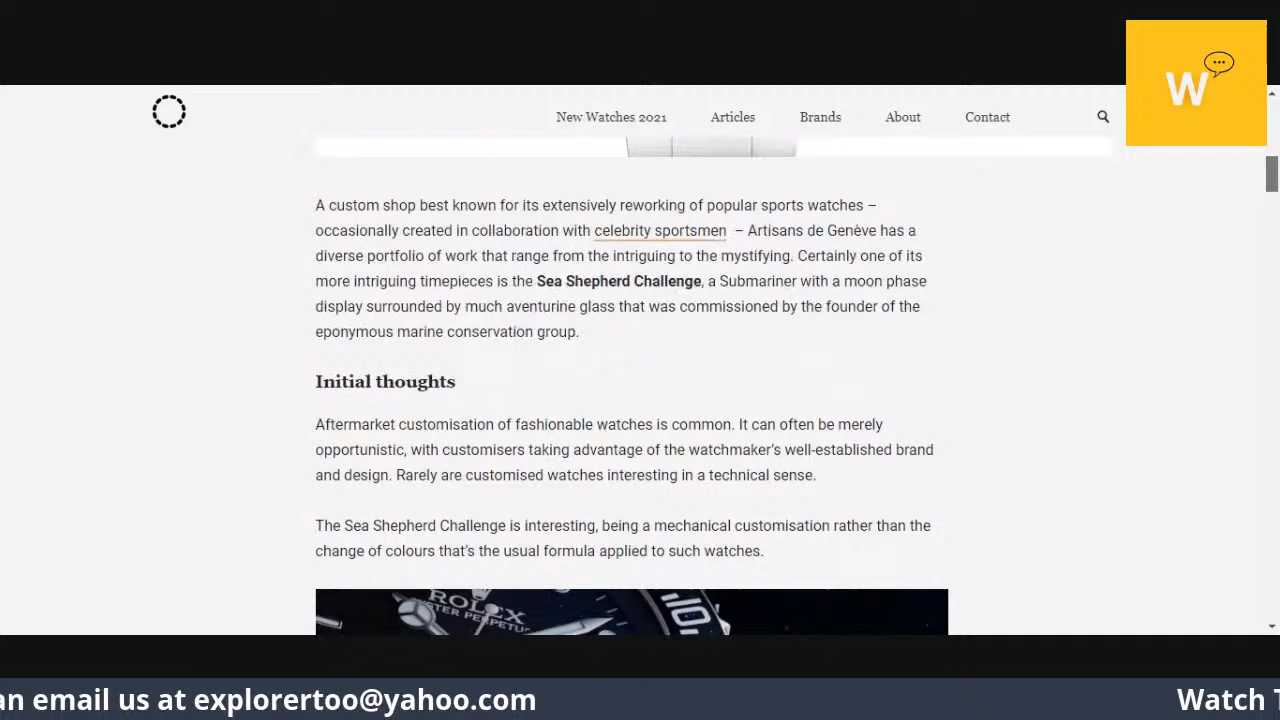 W
New Watches 2021 Articles Brands About Contact
A custom shop best known for its extensively reworking of popular sports watches –
occasionally created in collaboration with celebrity sportsmen – Artisans de Genève has a
diverse portfolio of work that range from the intriguing to the mystifying. Certainly one of its
more intriguing timepieces is the Sea Shepherd Challenge, a Submariner with a moon phase
display surrounded by much aventurine glass that was commissioned by the founder of the
eponymous marine conservation group.
Initial thoughts
Aftermarket customisation of fashionable watches is common. It can often be merely
opportunistic, with customisers taking advantage of the watchmaker's well-established brand
and design. Rarely are customised watches interesting in a technical sense.
The Sea Shepherd Challenge is interesting, being a mechanical customisation rather than the
change of colours that's the usual formula applied to such watches.
ROLEX
an email us at explorertoo@yahoo.com Watch